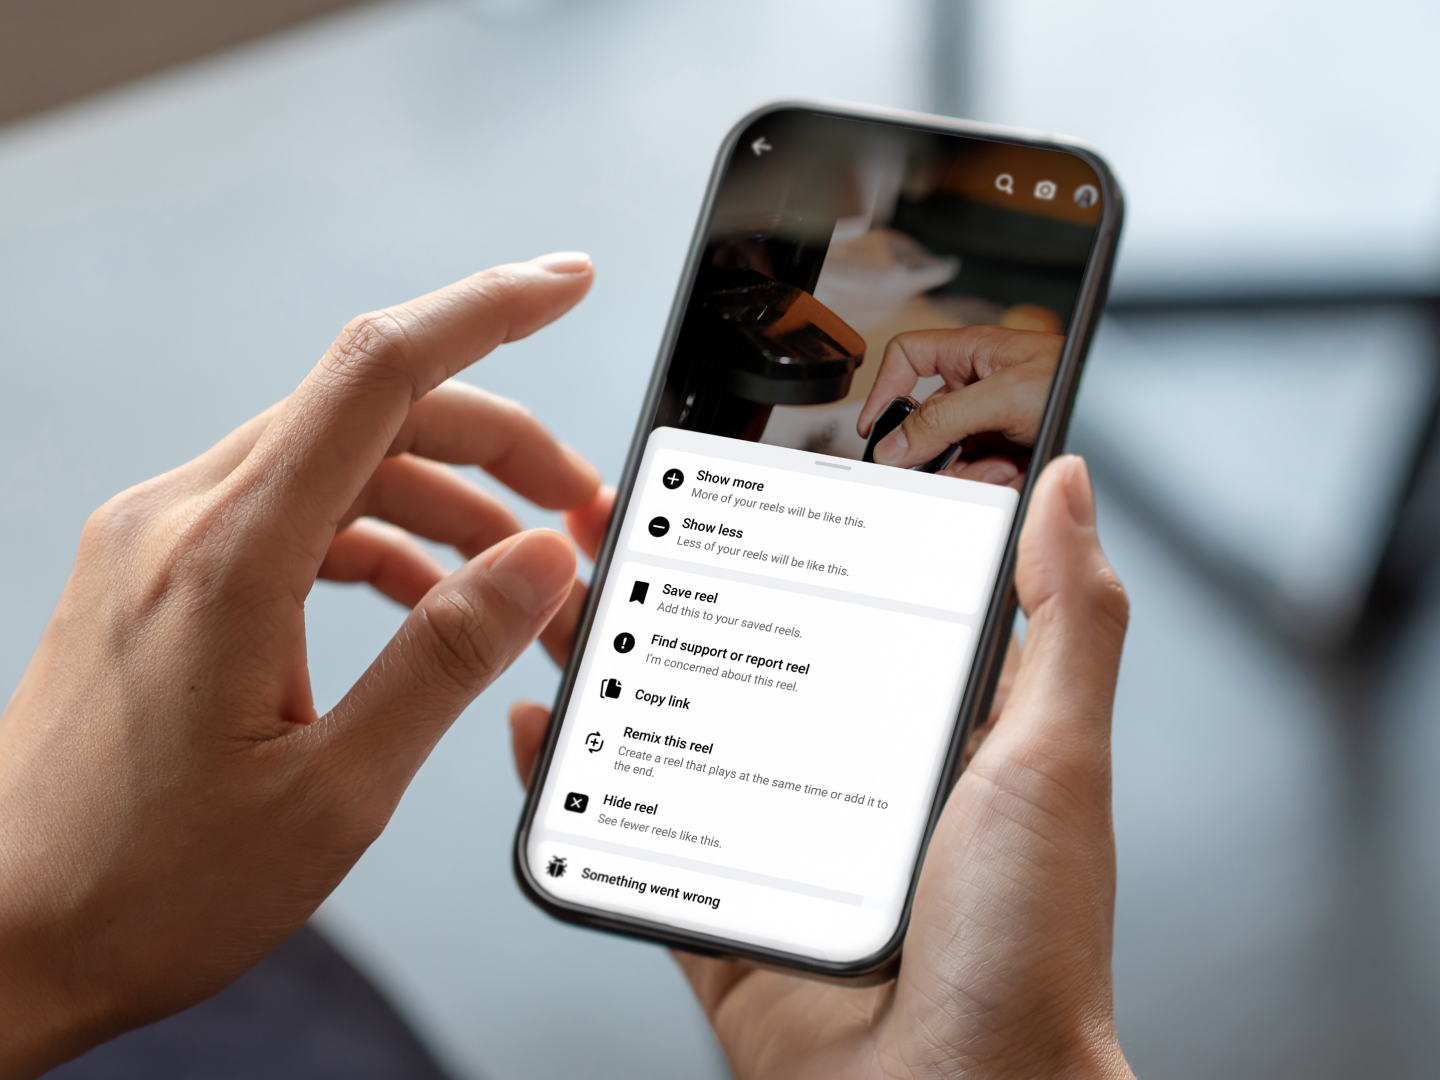 Show more
More of your reels will be like this.
Show less
Less of your reels will be like this.
Save reel
Add this to your saved reels.
Find support or report reel
I'm concerned about this reel.
Copy link
Remix this reel
Create a reel that plays at the same time or add it to
the end.
Hide reel
See fewer reels like this.
Something went wrong